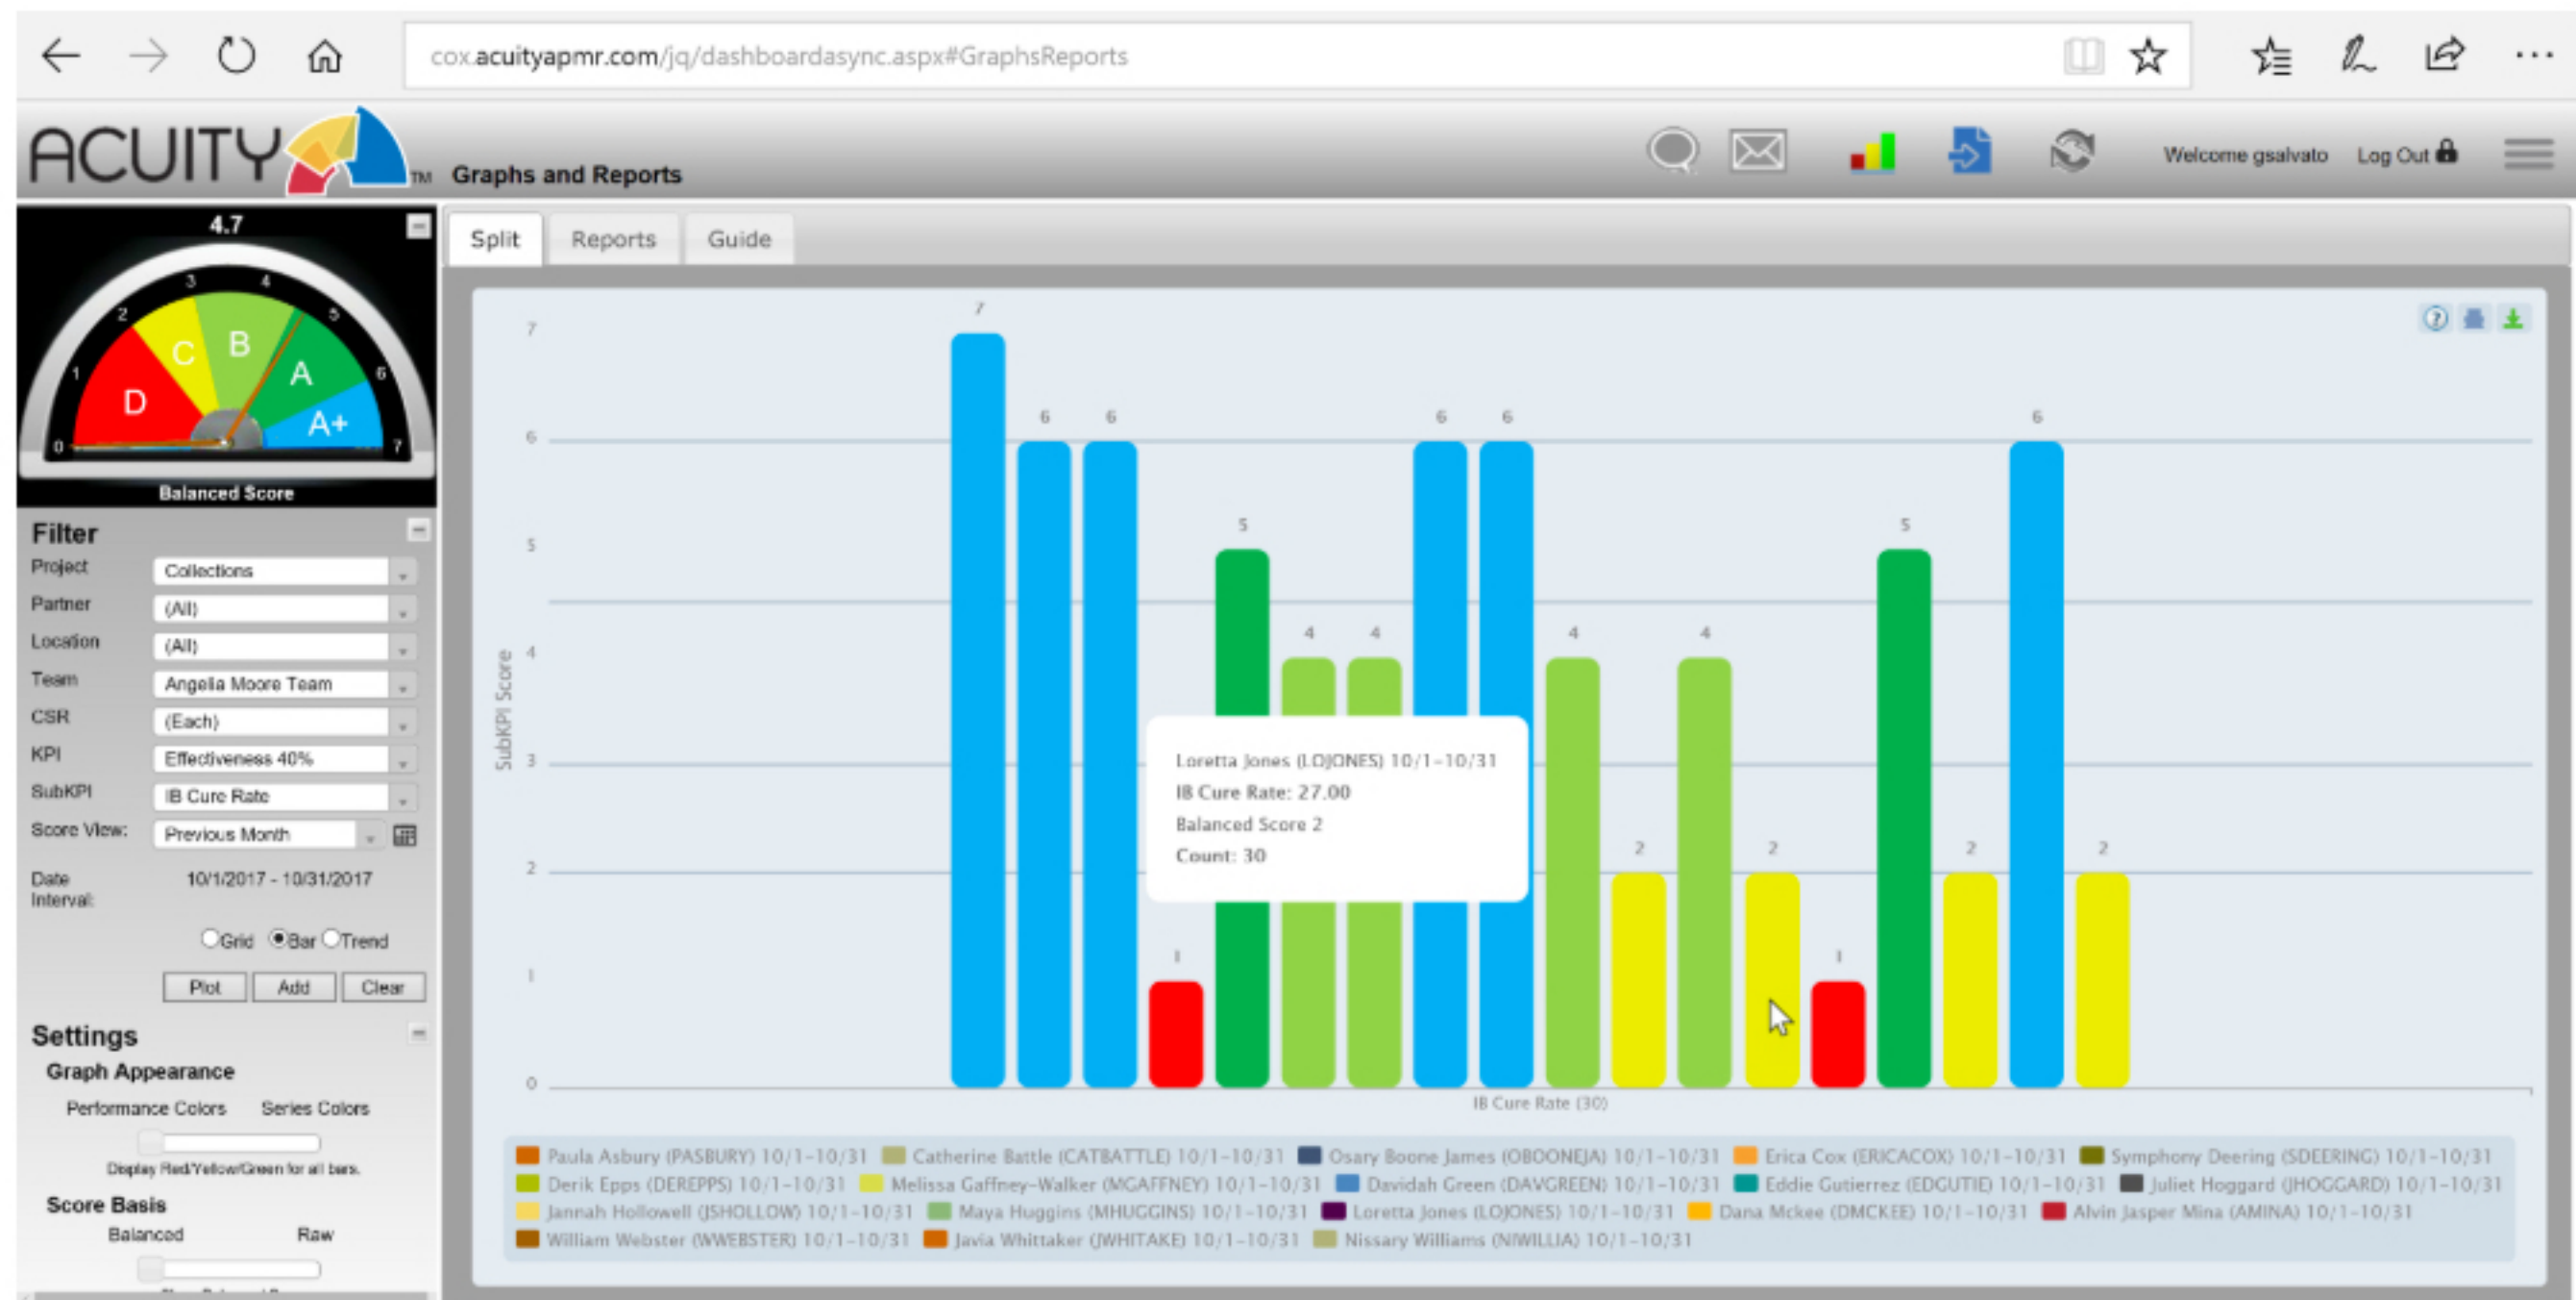 cox.acuityapmr.com/jq/dashboardasync.aspx#GraphsReports
ACUITY TM Graphs and Reports
Welcome gsalvato Log Out
4.7
0 1 2 3 4 5 6 7
D C B A A+
Balanced Score
Filter
Project Collections
Partner (All)
Location (All)
Team Angelia Moore Team
CSR (Each)
KPI Effectiveness 40%
SubKPI IB Cure Rate
Score View: Previous Month
Date Interval: 10/1/2017 - 10/31/2017
Grid Bar Trend
Plot Add Clear
Settings
Graph Appearance
Performance Colors Series Colors
Display Red/Yellow/Green for all bars.
Score Basis
Balanced Raw
Split Reports Guide
SubKPI Score
7
6
5
4
3
2
1
0
7 6 6 1 5 4 4 6 6 4 2 4 2 1 5 2 6 2
Loretta Jones (LOJONES) 10/1-10/31
IB Cure Rate: 27.00
Balanced Score 2
Count: 30
IB Cure Rate (30)
Paula Asbury (PASBURY) 10/1-10/31 Catherine Battle (CATBATTLE) 10/1-10/31 Osary Boone James (OBOONEJA) 10/1-10/31 Erica Cox (ERICACOX) 10/1-10/31 Symphony Deering (SDEERING) 10/1-10/31
Derik Epps (DEREPPS) 10/1-10/31 Melissa Gaffney-Walker (MGAFFNEY) 10/1-10/31 Davidah Green (DAVGREEN) 10/1-10/31 Eddie Gutierrez (EDGUTIE) 10/1-10/31 Juliet Hoggard (JHOGGARD) 10/1-10/31
Jannah Hollowell (JSHOLLOW) 10/1-10/31 Maya Huggins (MHUGGINS) 10/1-10/31 Loretta Jones (LOJONES) 10/1-10/31 Dana Mckee (DMCKEE) 10/1-10/31 Alvin Jasper Mina (AMINA) 10/1-10/31
William Webster (WWEBSTER) 10/1-10/31 Javia Whittaker (JWHITAKE) 10/1-10/31 Nissary Williams (NIWILLIA) 10/1-10/31